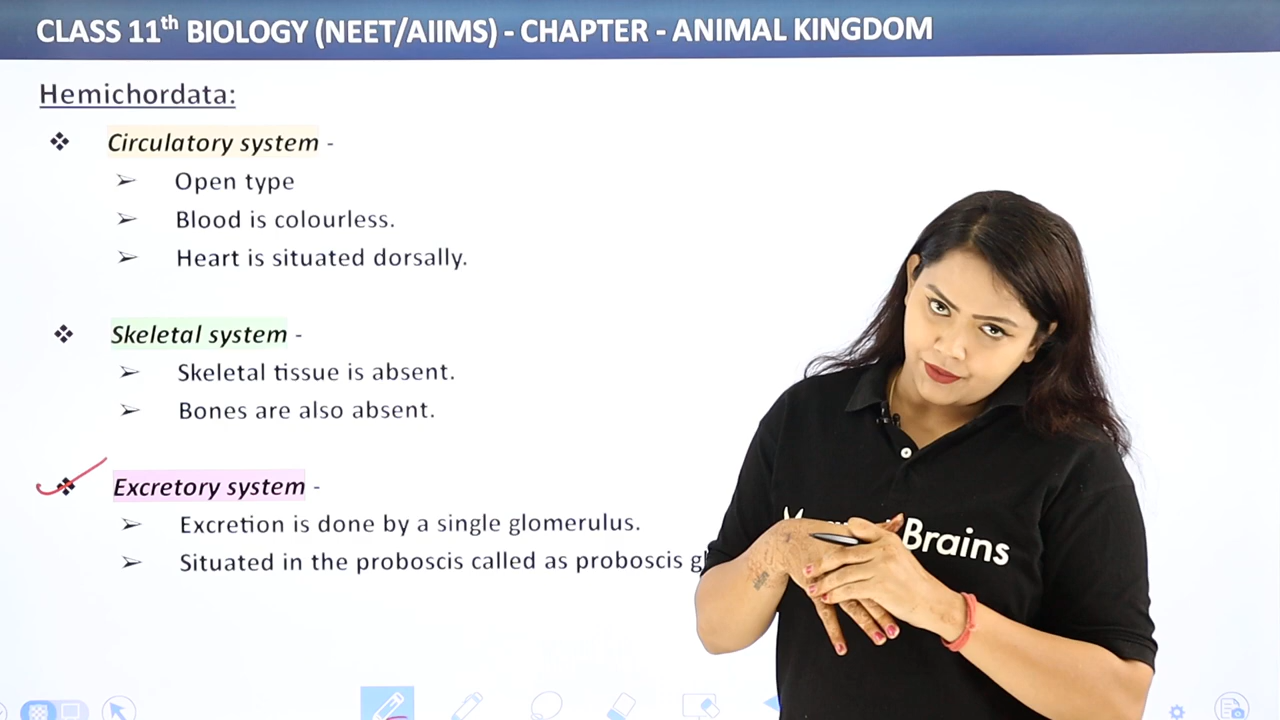 CLASS 11th BIOLOGY (NEET/AIIMS) - CHAPTER - ANIMAL KINGDOM
Hemichordata:
❖ Circulatory system -
➢ Open type
➢ Blood is colourless.
➢ Heart is situated dorsally.
❖ Skeletal system -
➢ Skeletal tissue is absent.
➢ Bones are also absent.
❖ Excretory system -
➢ Excretion is done by a single glomerulus.
➢ Situated in the proboscis called as proboscis
Brains